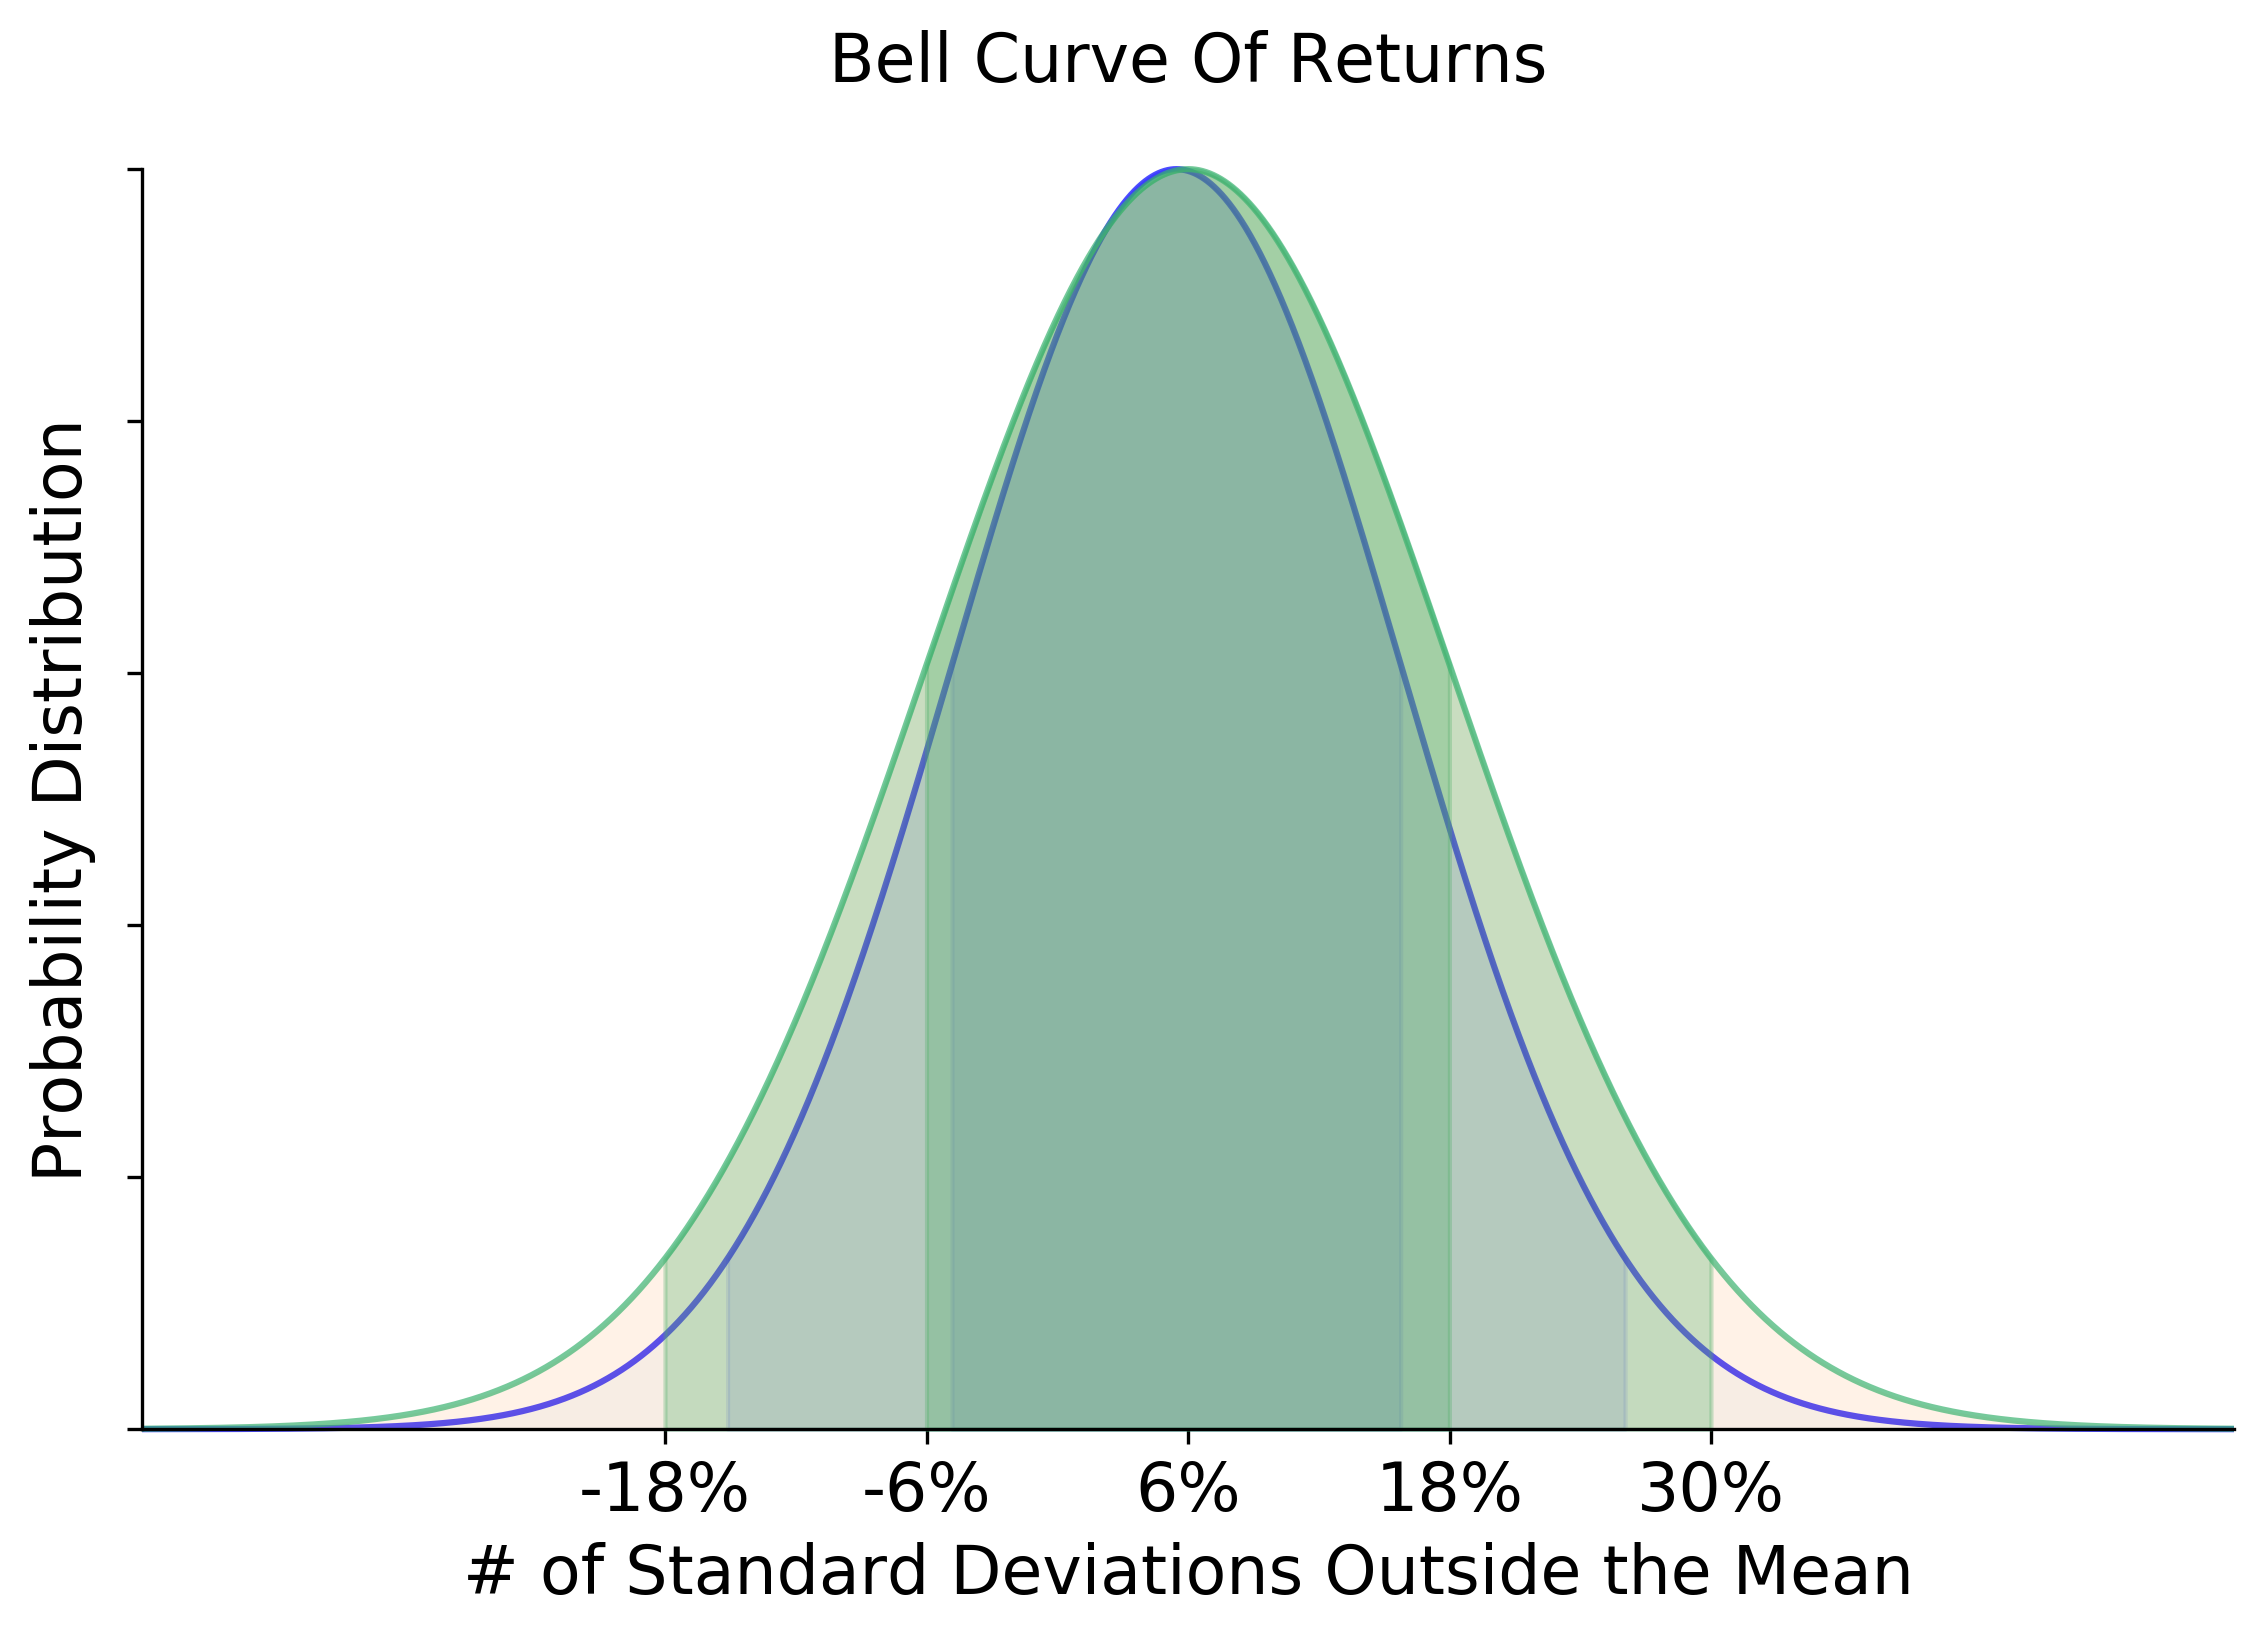 Bell Curve Of Returns
Probability Distribution
-18% -6% 6% 18% 30%
# of Standard Deviations Outside the Mean